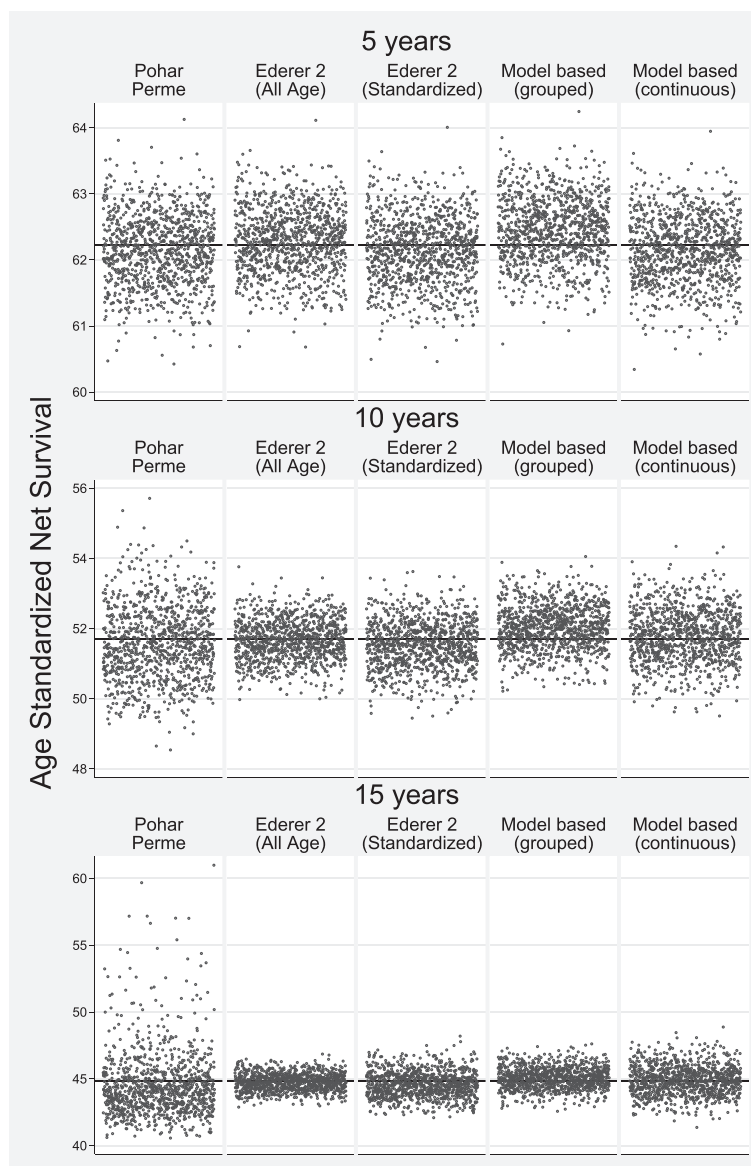 5 years
Pohar Perme
Ederer 2 (All Age)
Ederer 2 (Standardized)
Model based (grouped)
Model based (continuous)
64
63
62
61
60
Age Standardized Net Survival
10 years
Pohar Perme
Ederer 2 (All Age)
Ederer 2 (Standardized)
Model based (grouped)
Model based (continuous)
56
54
52
50
48
15 years
Pohar Perme
Ederer 2 (All Age)
Ederer 2 (Standardized)
Model based (grouped)
Model based (continuous)
60
55
50
45
40